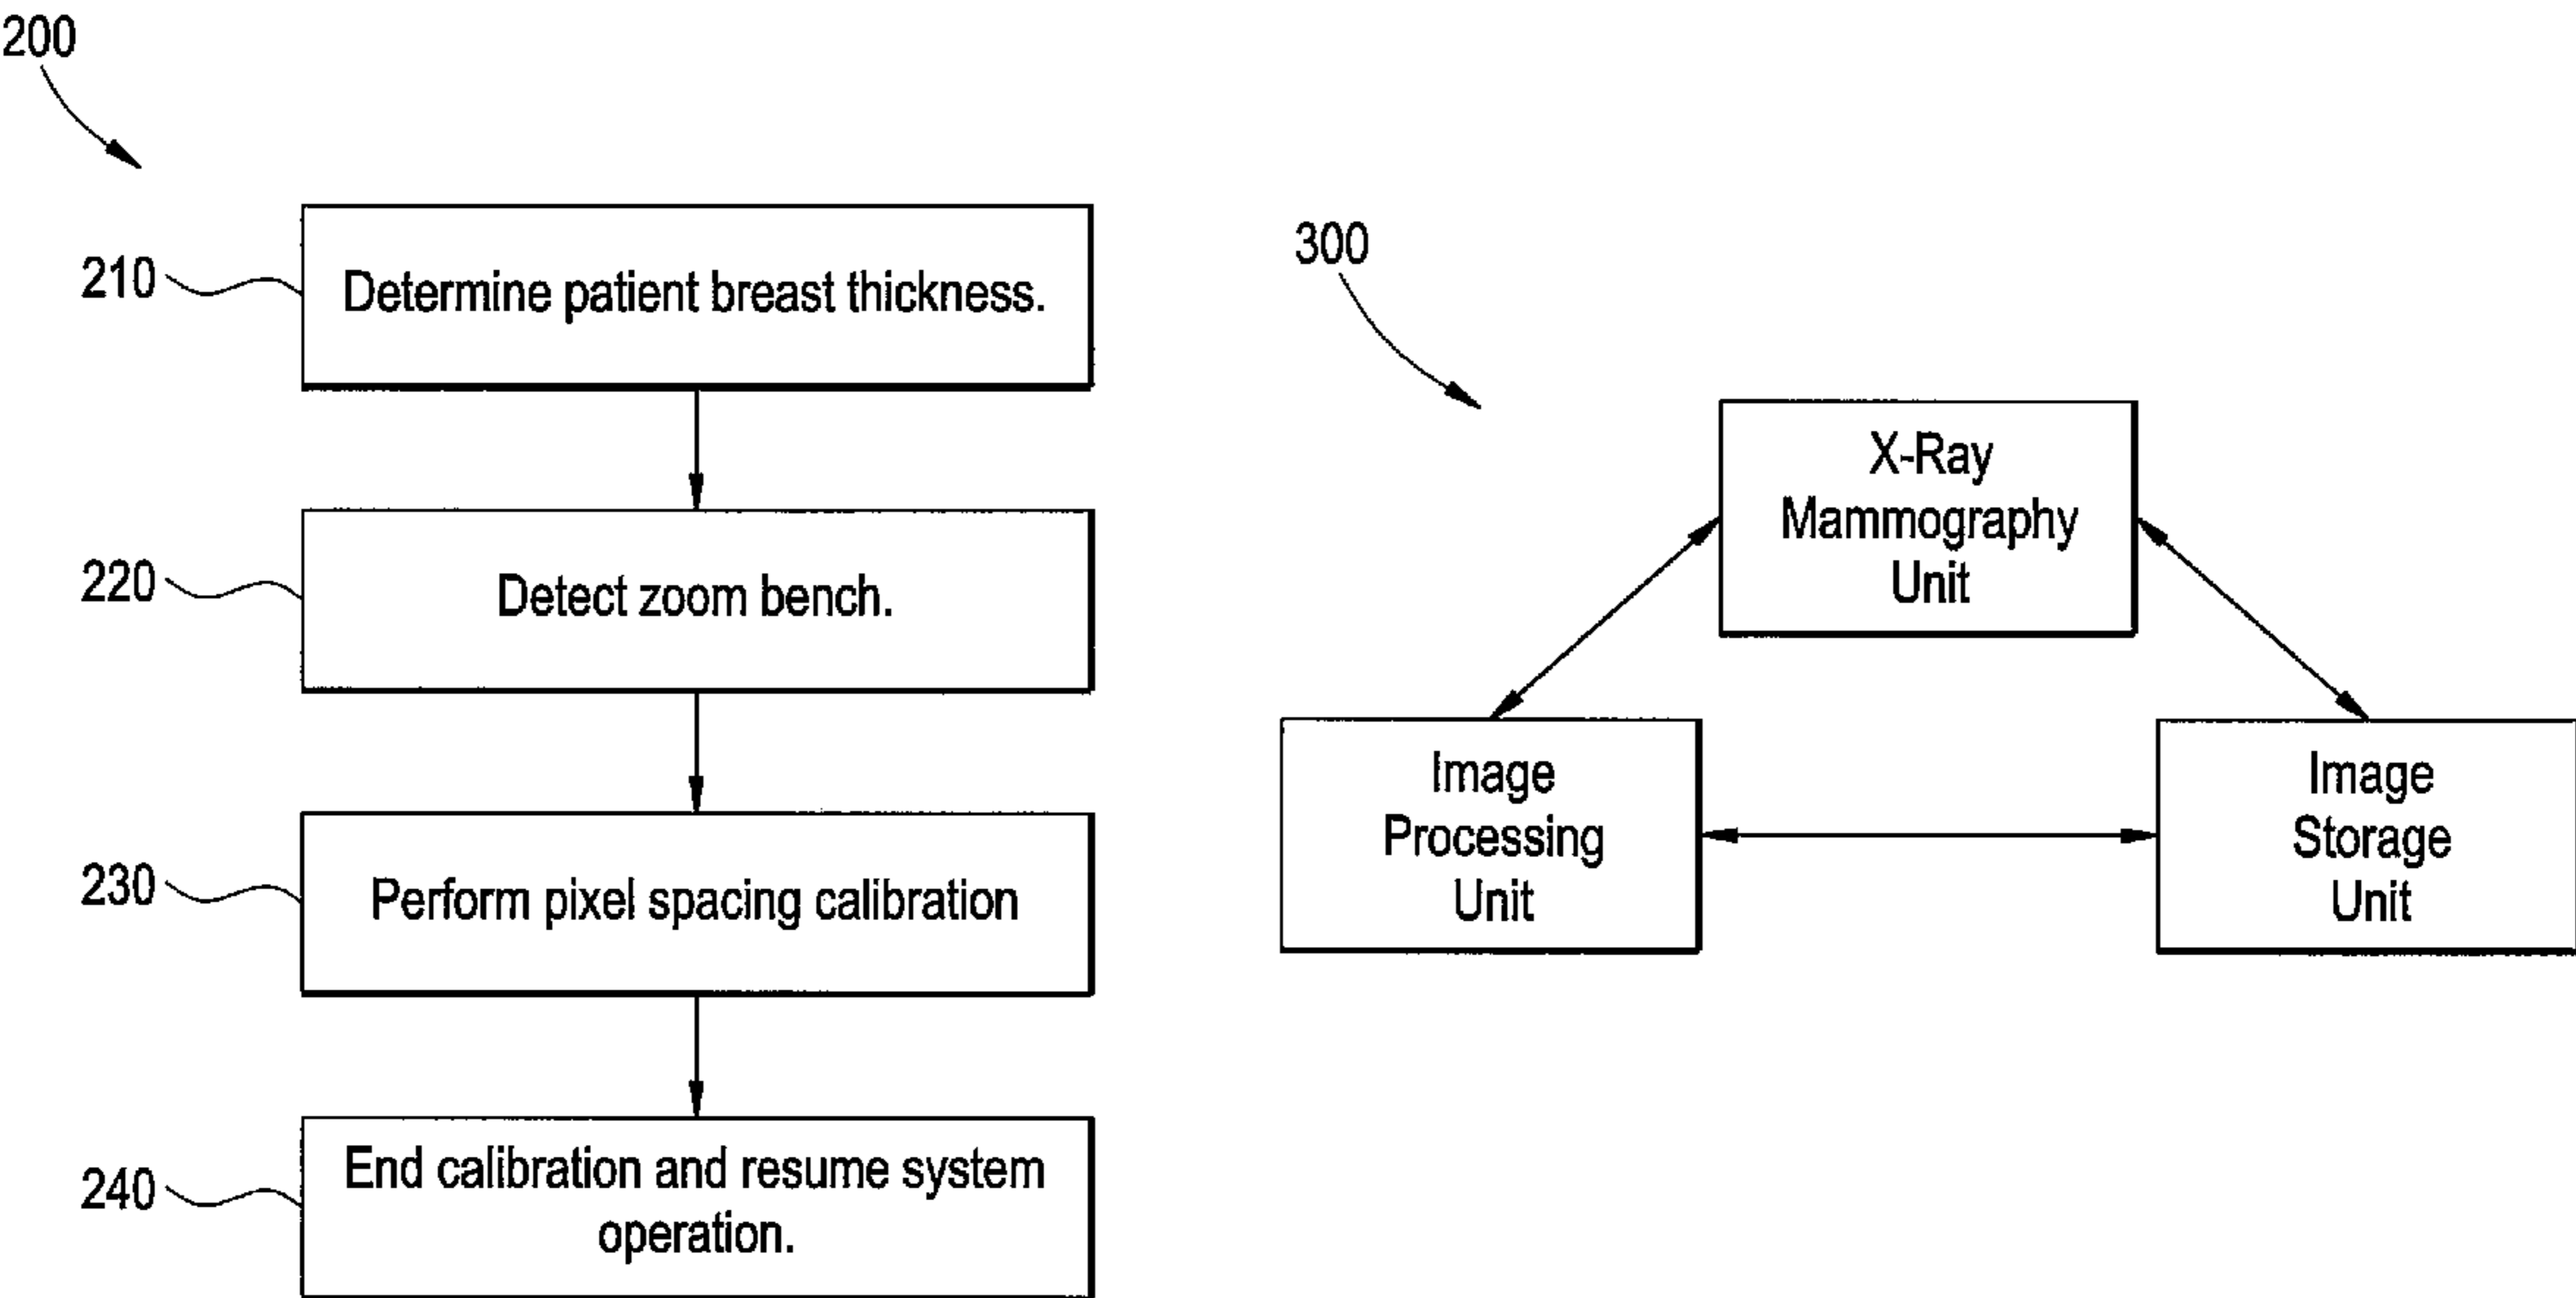 200
210
Determine patient breast thickness.
220
Detect zoom bench.
230
Perform pixel spacing calibration
240
End calibration and resume system
operation.
300
X-Ray
Mammography
Unit
Image
Processing
Unit
Image
Storage
Unit